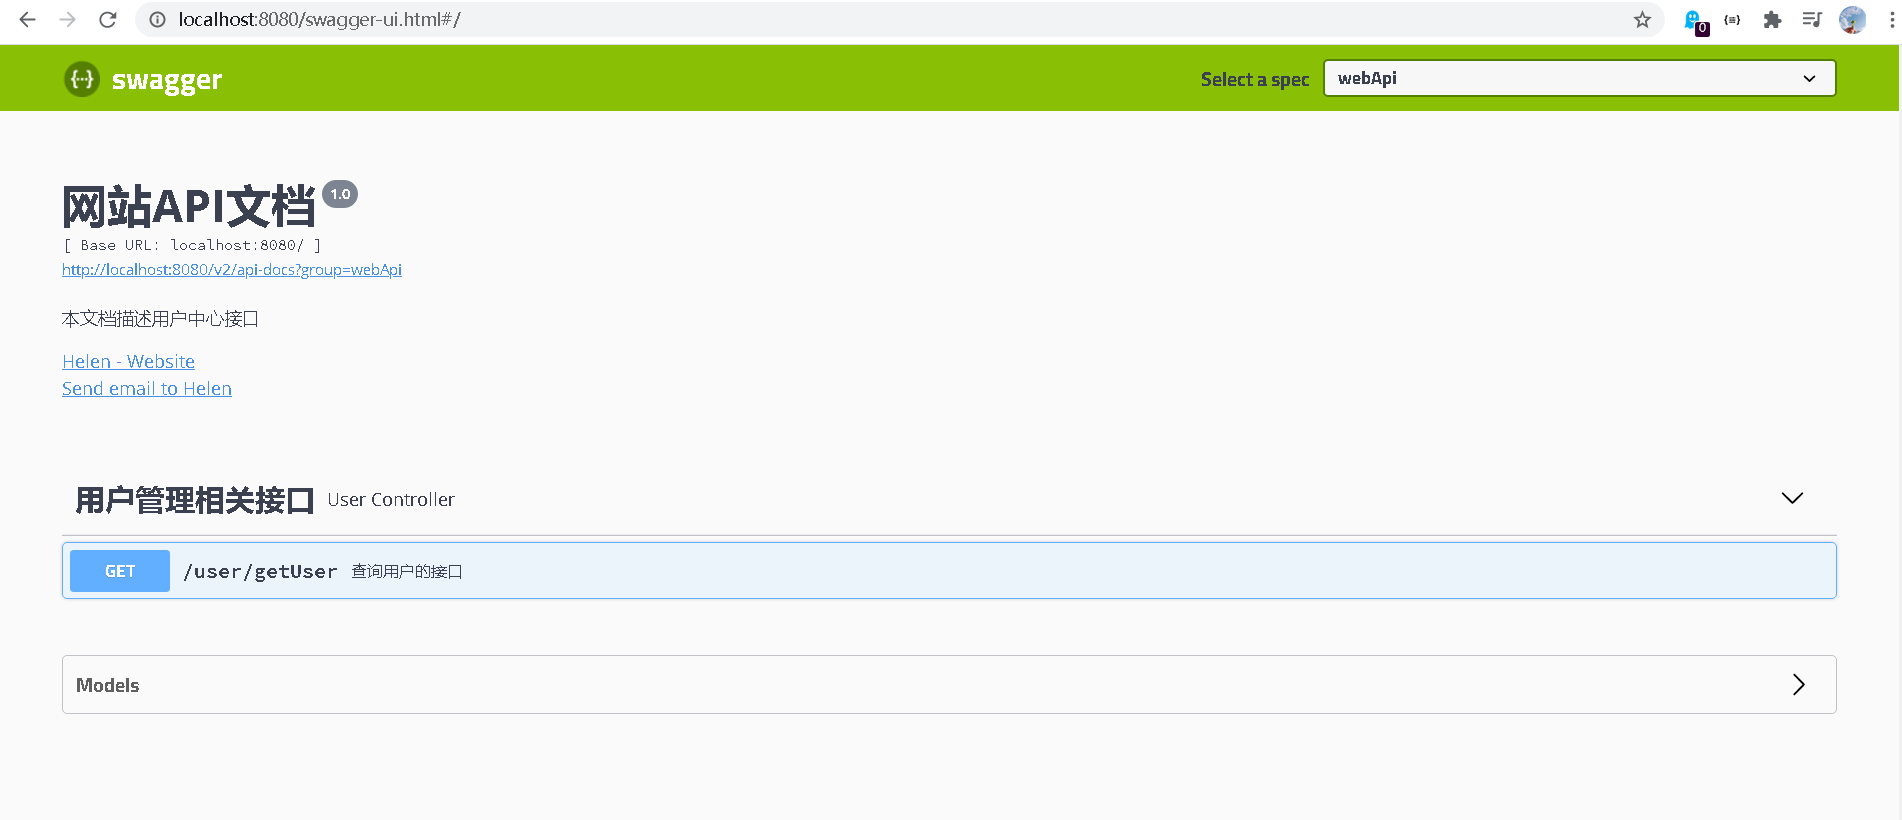 localhost:8080/swagger-ui.html#/
0
swagger
Select a spec
webApi
网站API文档 1.0
[ Base URL: localhost:8080/ ]
http://localhost:8080/v2/api-docs?group=webApi
本文档描述用户中心接口
Helen - Website
Send email to Helen
用户管理相关接口 User Controller
GET /user/getUser 查询用户的接口
Models